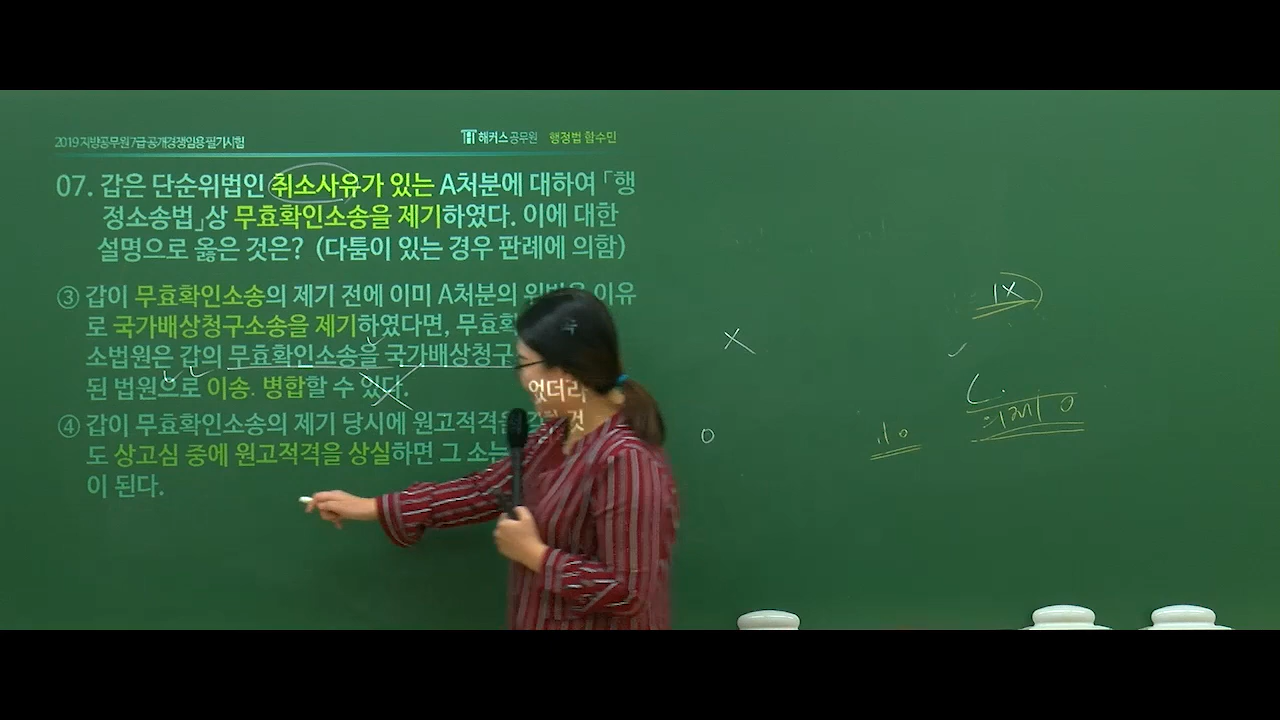 2019 지방공무원 7급 공개경쟁임용 필기시험
해커스 공무원 행정법 함수민
07. 갑은 단순위법인 취소사유가 있는 A처분에 대하여 「행
정소송법」상 무효확인소송을 제기하였다. 이에 대한
설명으로 옳은 것은? (다툼이 있는 경우 판례에 의함)
③ 갑이 무효확인소송의 제기 전에 이미 A처분의 이유
로 국가배상청구소송을 제기하였다면, 무효확
소법원은 갑의 무효확인소송을 국가배상청구
된 법원으로 이송. 병합할 수 있다.
④ 갑이 무효확인소송의 제기 당시에 원고적격을 었더라
도 상고심 중에 원고적격을 상실하면 그 소는 것
이 된다.
1X
X
O